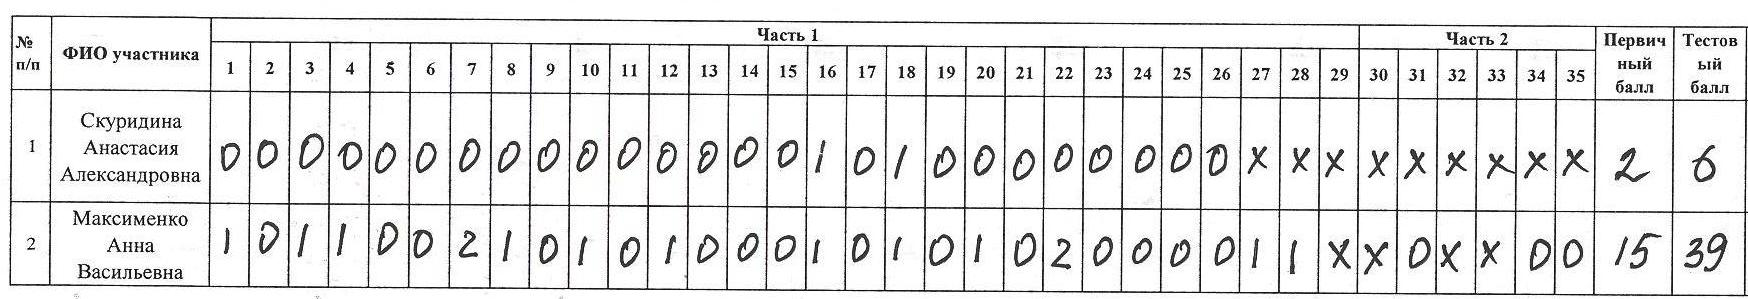 № п/п
ФИО участника
Часть 1
Часть 2
Первич
ный
балл
Тестов
ый
балл
1 2 3 4 5 6 7 8 9 10 11 12 13 14 15 16 17 18 19 20 21 22 23 24 25 26 27 28 29 30 31 32 33 34 35
1
Скуридина
Анастасия
Александровна
0 0 0 0 0 0 0 0 0 0 0 0 0 0 0 1 0 1 0 0 0 0 0 0 0 0 х х х х х х х х х 2 6
2
Максименко
Анна
Васильевна
1 0 1 1 0 0 2 1 0 1 0 1 0 0 0 1 0 1 0 1 0 2 0 0 0 0 1 1 х х 0 х х 0 0 15 39